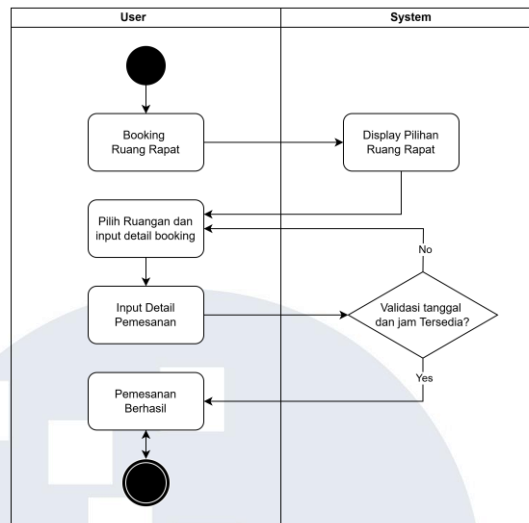 User
System
Booking
Ruang Rapat
Display Pilihan
Ruang Rapat
Pilih Ruangan dan
input detail booking
No
Input Detail
Pemesanan
Validasi tanggal
dan jam Tersedia?
Yes
Pemesanan
Berhasil